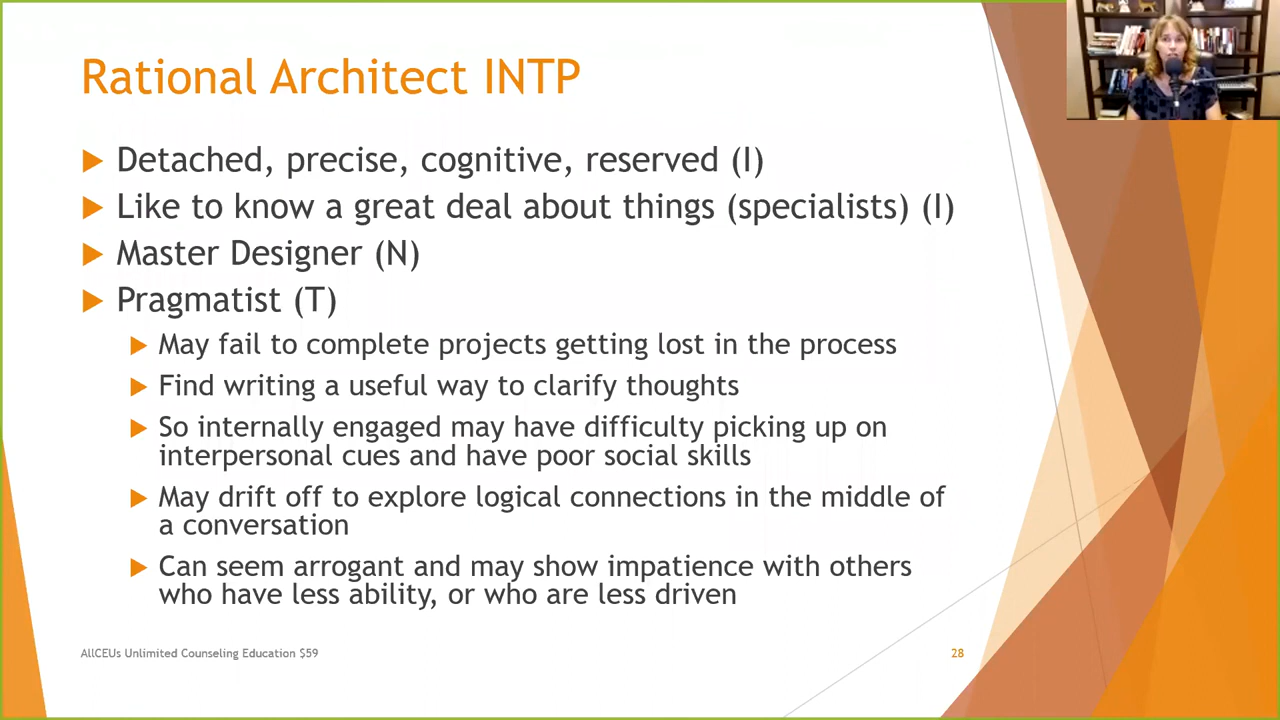 Rational Architect INTP
Detached, precise, cognitive, reserved (I)
Like to know a great deal about things (specialists) (I)
Master Designer (N)
Pragmatist (T)
May fail to complete projects getting lost in the process
Find writing a useful way to clarify thoughts
So internally engaged may have difficulty picking up on
interpersonal cues and have poor social skills
May drift off to explore logical connections in the middle of
a conversation
Can seem arrogant and may show impatience with others
who have less ability, or who are less driven
AllCEUs Unlimited Counseling Education $59
28